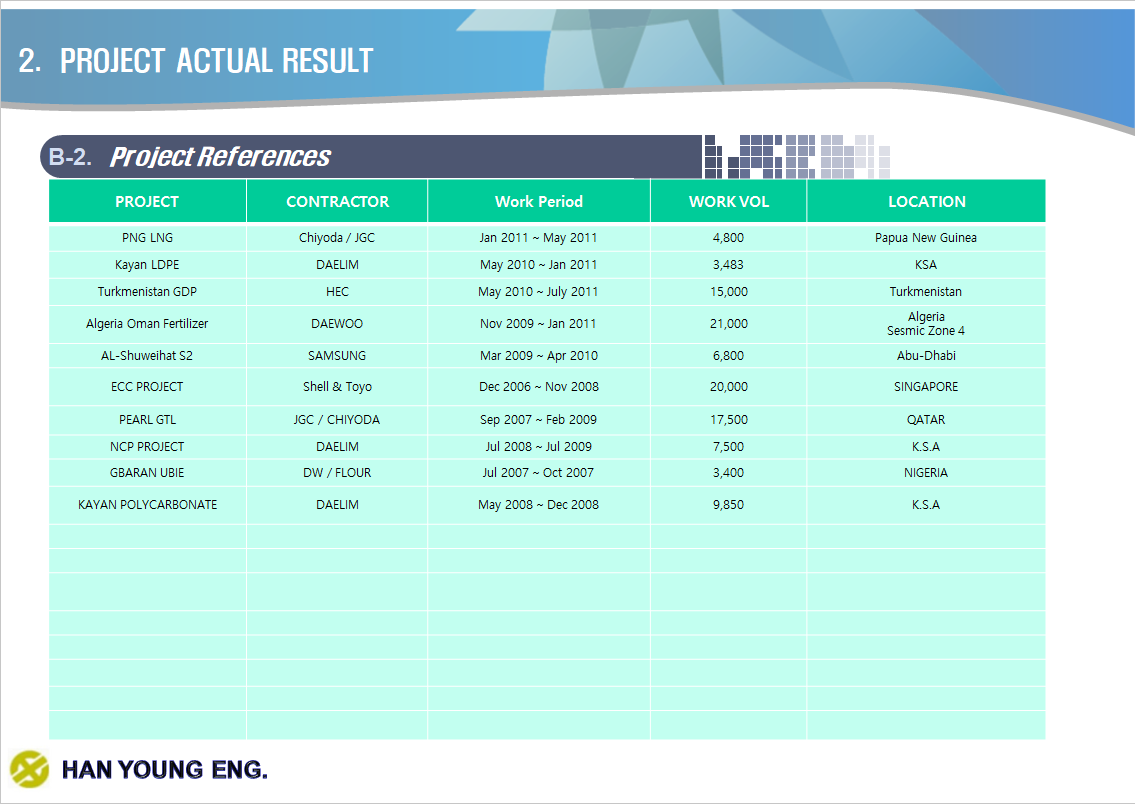 2. PROJECT ACTUAL RESULT
B-2. Project References
PROJECT CONTRACTOR Work Period WORK VOL LOCATION
PNG LNG Chiyoda / JGC Jan 2011 ~ May 2011 4,800 Papua New Guinea
Kayan LDPE DAELIM May 2010 ~ Jan 2011 3,483 KSA
Turkmenistan GDP HEC May 2010 ~ July 2011 15,000 Turkmenistan
Algeria Oman Fertilizer DAEWOO Nov 2009 ~ Jan 2011 21,000 Algeria
Sesmic Zone 4
AL-Shuweihat S2 SAMSUNG Mar 2009 ~ Apr 2010 6,800 Abu-Dhabi
ECC PROJECT Shell & Toyo Dec 2006 ~ Nov 2008 20,000 SINGAPORE
PEARL GTL JGC / CHIYODA Sep 2007 ~ Feb 2009 17,500 QATAR
NCP PROJECT DAELIM Jul 2008 ~ Jul 2009 7,500 K.S.A
GBARAN UBIE DW / FLOUR Jul 2007 ~ Oct 2007 3,400 NIGERIA
KAYAN POLYCARBONATE DAELIM May 2008 ~ Dec 2008 9,850 K.S.A
HAN YOUNG ENG.